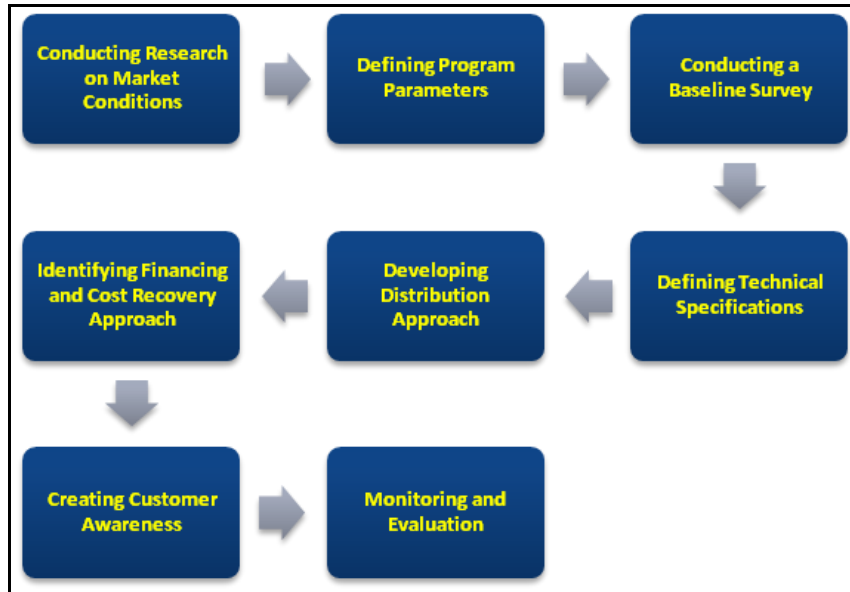 Conducting Research
on Market
Conditions
Defining Program
Parameters
Conducting a
Baseline Survey
Defining Technical
Specifications
Developing
Distribution
Approach
Identifying Financing
and Cost Recovery
Approach
Creating Customer
Awareness
Monitoring and
Evaluation